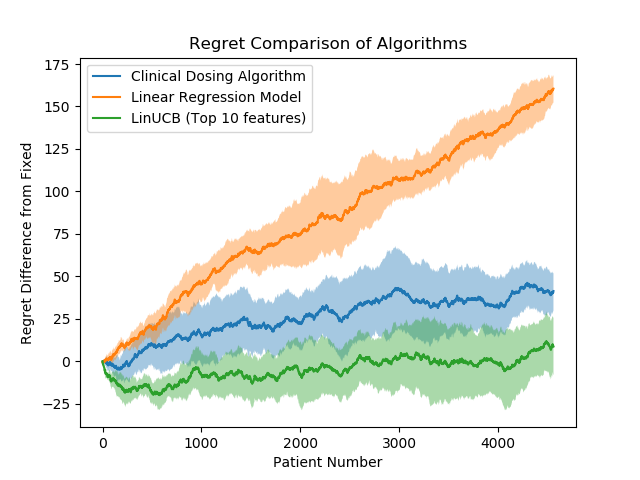 Regret Comparison of Algorithms
Clinical Dosing Algorithm
Linear Regression Model
LinUCB (Top 10 features)
Regret Difference from Fixed
175
150
125
100
75
50
25
0
−25
0 1000 2000 3000 4000
Patient Number